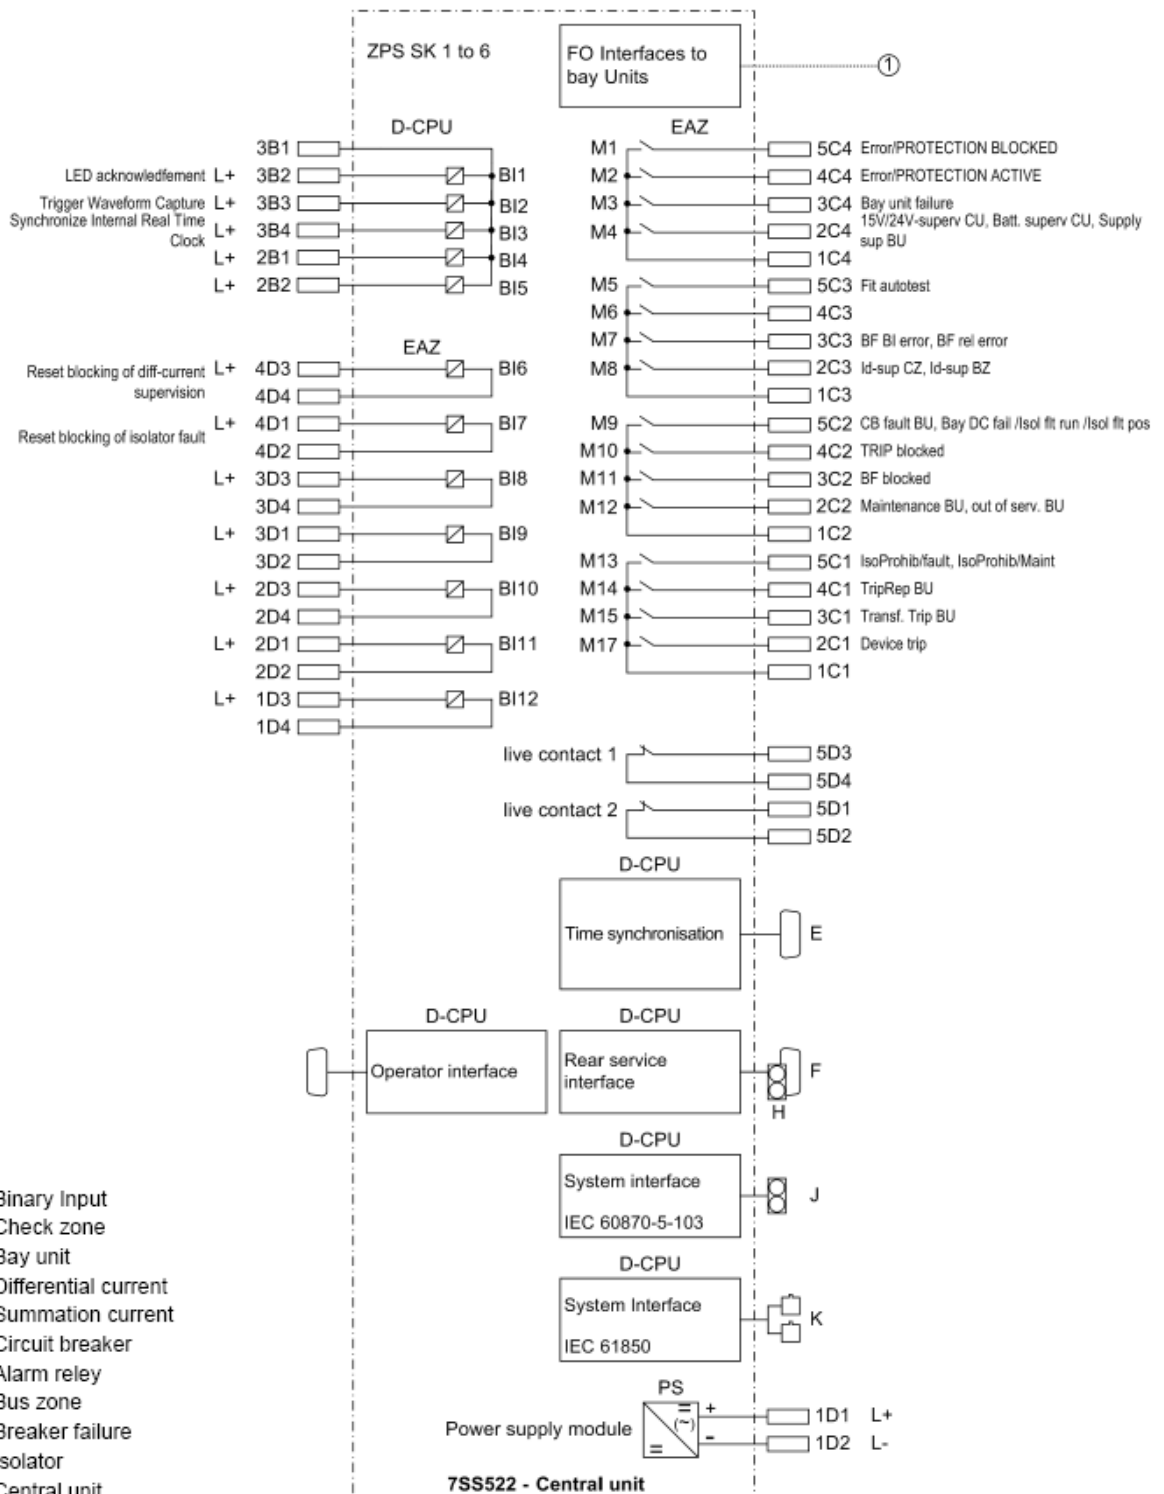 ZPS SK 1 to 6
FO Interfaces to
bay Units
1
D-CPU
3B1
LED acknowledfement L+ 3B2 BI1
Trigger Waveform Capture L+ 3B3 BI2
Synchronize Internal Real Time
Clock L+ 3B4 BI3
L+ 2B1 BI4
L+ 2B2 BI5
EAZ
Reset blocking of diff-current L+ 4D3 BI6
supervision
4D4
Reset blocking of isolator fault L+ 4D1 BI7
4D2
L+ 3D3 BI8
3D4
L+ 3D1 BI9
3D2
L+ 2D3 BI10
2D4
L+ 2D1 BI11
2D2
L+ 1D3 BI12
1D4
EAZ
M1 5C4 Error/PROTECTION BLOCKED
M2 4C4 Error/PROTECTION ACTIVE
M3 3C4 Bay unit failure
M4 2C4 15V/24V-superv CU, Batt. superv CU, Supply
sup BU
1C4
M5 5C3 Fit autotest
M6 4C3
M7 3C3 BF BI error, BF rel error
M8 2C3 Id-sup CZ, Id-sup BZ
1C3
M9 5C2 CB fault BU, Bay DC fail /Isol flt run /Isol flt pos
M10 4C2 TRIP blocked
M11 3C2 BF blocked
M12 2C2 Maintenance BU, out of serv. BU
1C2
M13 5C1 IsoProhib/fault, IsoProhib/Maint
M14 4C1 TripRep BU
M15 3C1 Transf. Trip BU
M17 2C1 Device trip
1C1
live contact 1 5D3
5D4
live contact 2 5D1
5D2
D-CPU
Time synchronisation E
D-CPU
Operator interface
D-CPU
Rear service
interface
F
H
D-CPU
System interface
IEC 60870-5-103
J
D-CPU
System Interface
IEC 61850
K
PS
Power supply module = (~) = + -
1D1 L+
1D2 L-
7SS522 - Central unit
Binary Input
Check zone
Bay unit
Differential current
Summation current
Circuit breaker
Alarm reley
Bus zone
Breaker failure
solator
Central unit